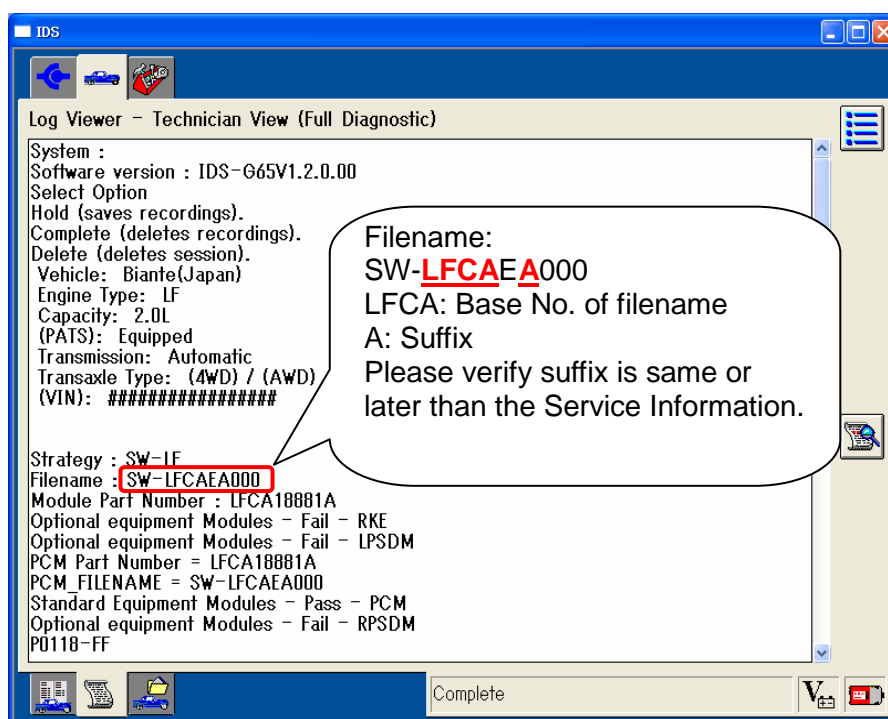 IDS
Log Viewer - Technician View (Full Diagnostic)
System :
Software version : IDS-G65V1.2.0.00
Select Option
Hold (saves recordings).
Complete (deletes recordings).
Delete (deletes session).
Vehicle: Biante(Japan)
Engine Type: LF
Capacity: 2.0L
(PATS): Equipped
Transmission: Automatic
Transaxle Type: (4WD) / (AWD)
(VIN): #################
Filename:
SW-LFCAEA000
LFCA: Base No. of filename
A: Suffix
Please verify suffix is same or
later than the Service Information.
Strategy : SW-LF
Filename : SW-LFCAEA000
Module Part Number : LFCA18881A
Optional equipment Modules - Fail - RKE
Optional equipment Modules - Fail - LPSDM
PCM Part Number = LFCA18881A
PCM_FILENAME = SW-LFCAEA000
Standard Equipment Modules - Pass - PCM
Optional equipment Modules - Fail - RPSDM
P0118-FF
Complete
V